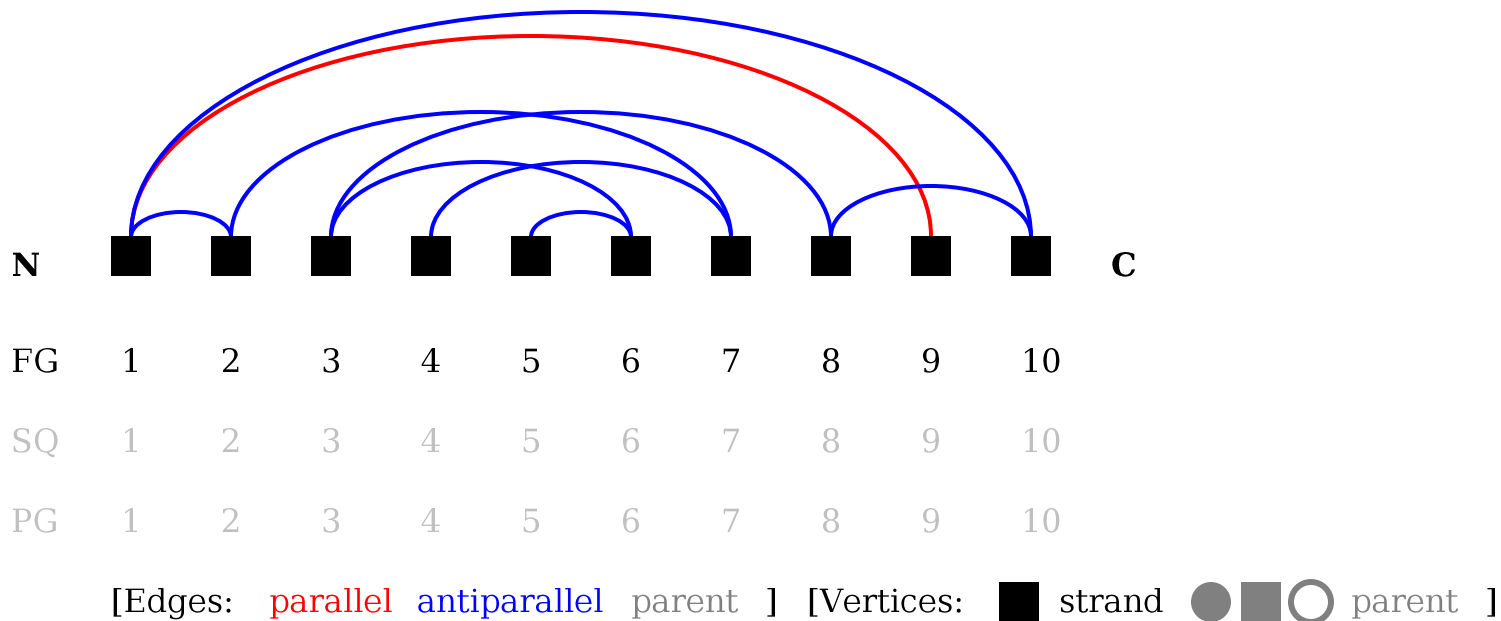 N C
FG 1 2 3 4 5 6 7 8 9 10
SQ 1 2 3 4 5 6 7 8 9 10
PG 1 2 3 4 5 6 7 8 9 10
[Edges: parallel antiparallel parent ] [Vertices: strand parent ]